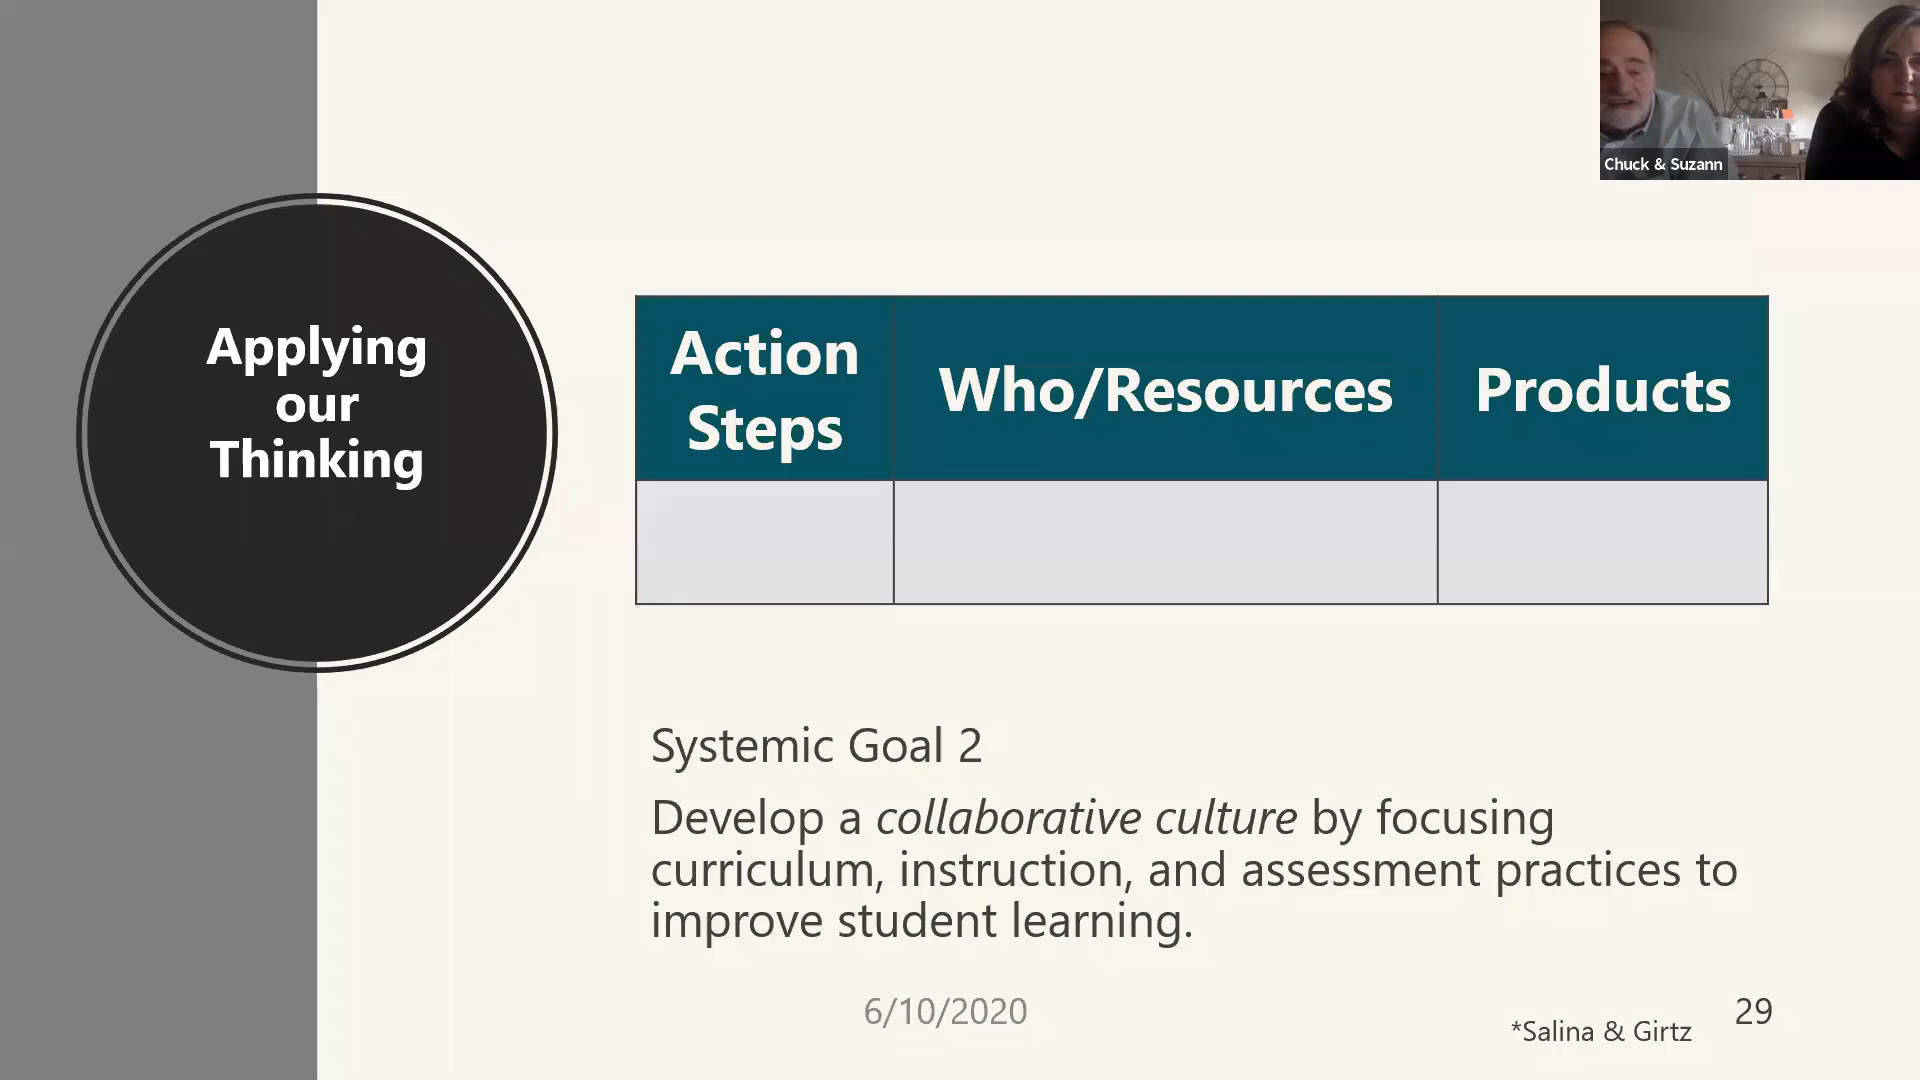 Chuck & Suzann
Applying
our
Thinking
Action
Steps
Who/Resources
Products
Systemic Goal 2
Develop a collaborative culture by focusing
curriculum, instruction, and assessment practices to
improve student learning.
6/10/2020
*Salina & Girtz
29